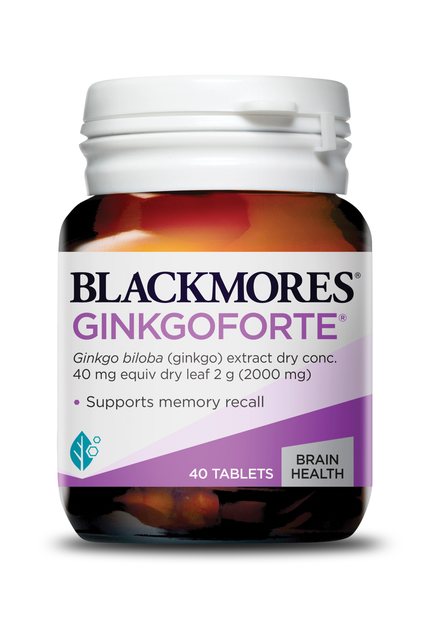 BLACKMORES®
GINKGOFORTE®
Ginkgo biloba (ginkgo) extract dry conc.
40 mg equiv dry leaf 2 g (2000 mg)
• Supports memory recall
40 TABLETS
BRAIN
HEALTH